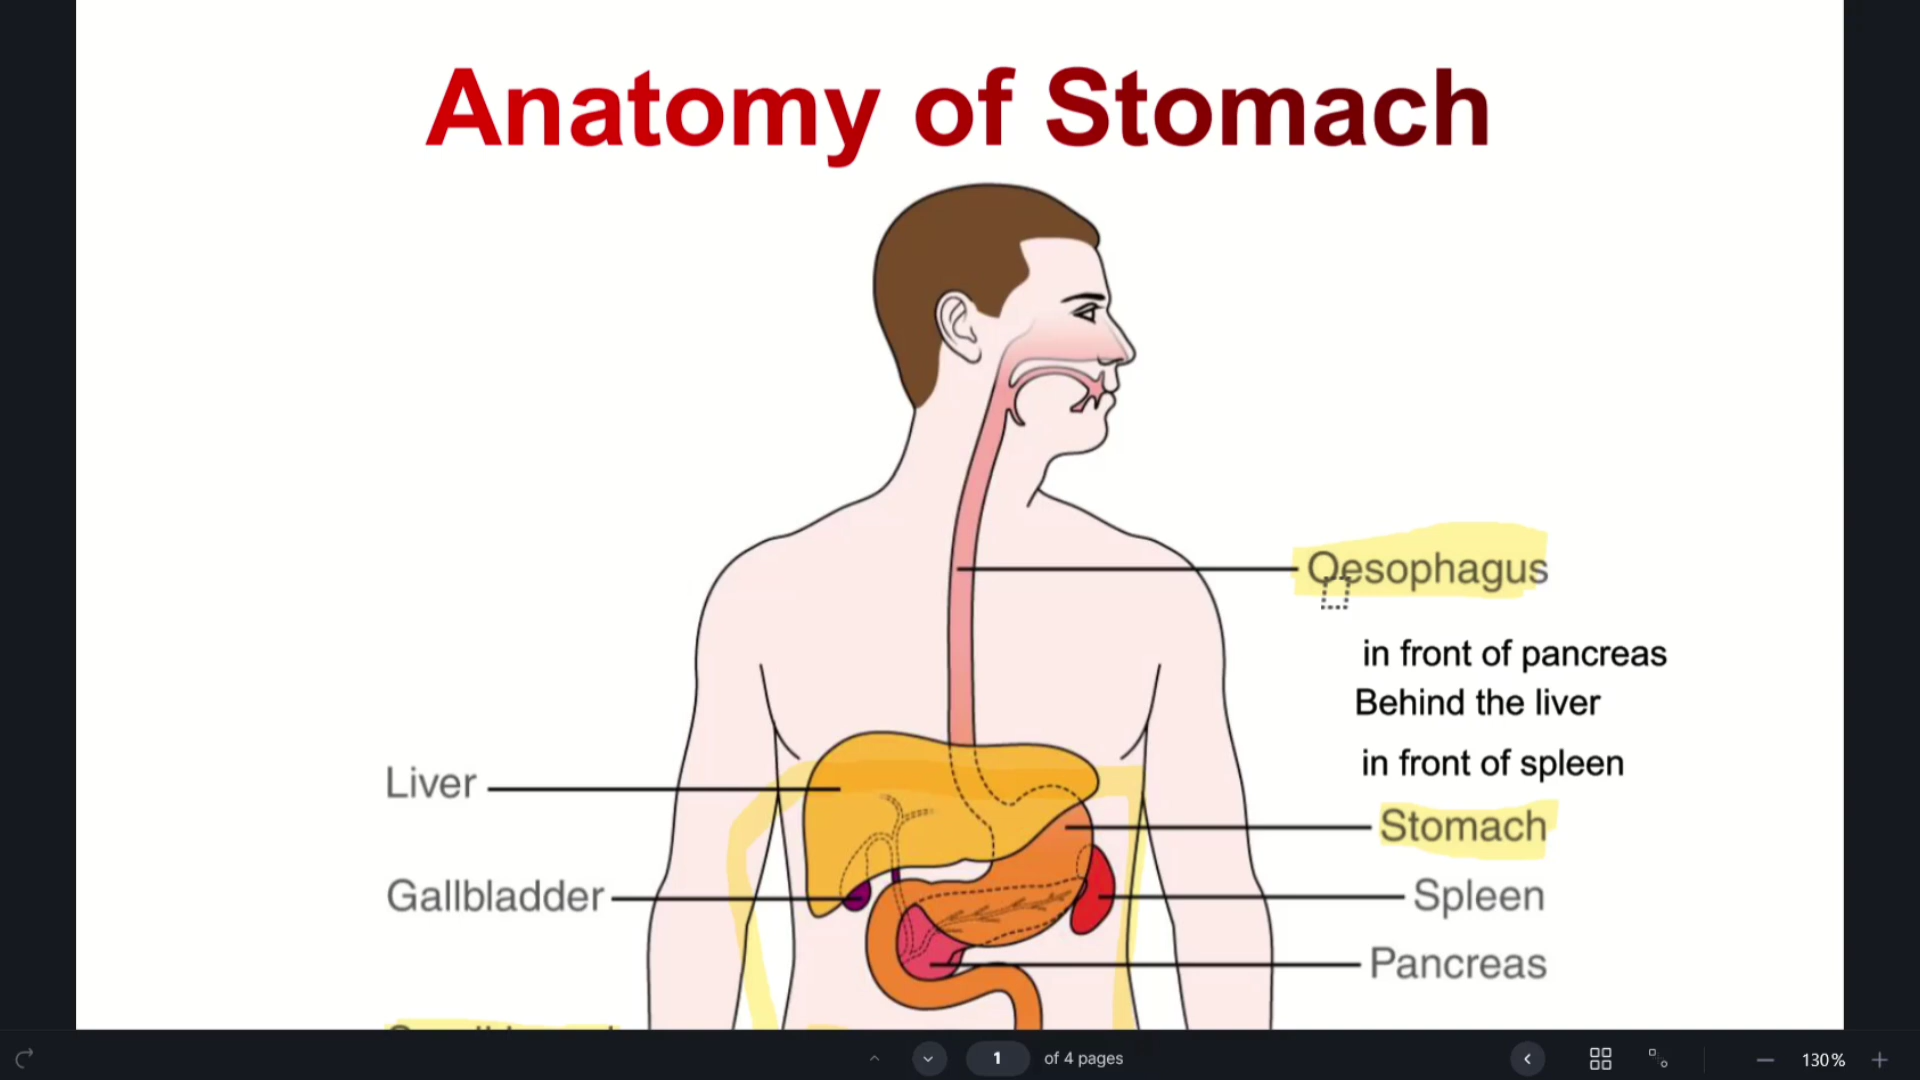 Anatomy of Stomach
Oesophagus
in front of pancreas
Behind the liver
in front of spleen
Liver
Stomach
Gallbladder
Spleen
Pancreas
1 of 4 pages
130%